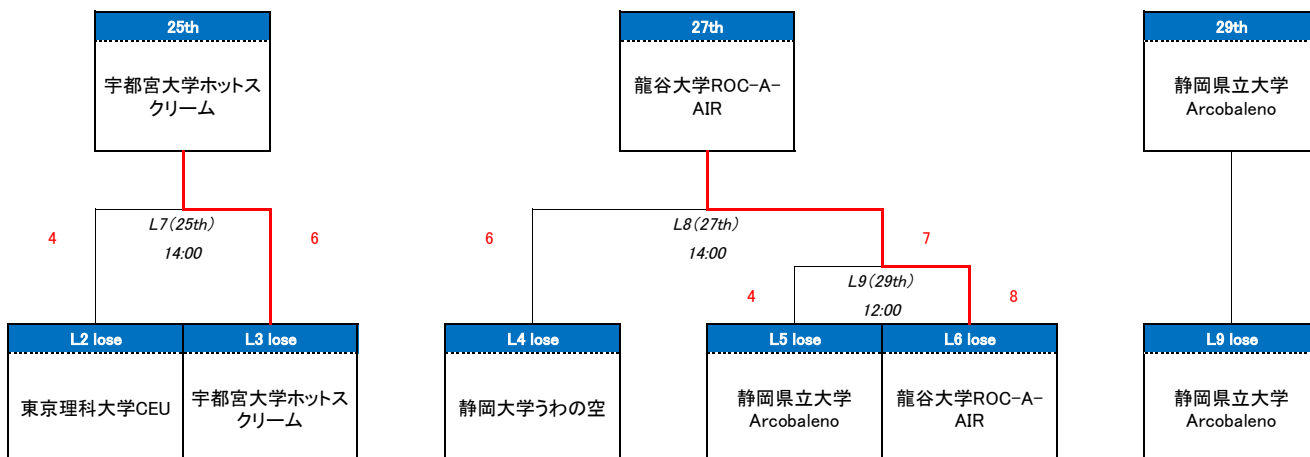 25th
27th
29th
宇都宮大学ホットス
クリーム
龍谷大学ROC-A-
AIR
静岡県立大学
Arcobaleno
4
L7(25th)
14:00
6
6
L8(27th)
14:00
7
4
L9(29th)
12:00
8
L2 lose
L3 lose
L4 lose
L5 lose
L6 lose
L9 lose
東京理科大学CEU
宇都宮大学ホットス
クリーム
静岡大学うわの空
静岡県立大学
Arcobaleno
龍谷大学ROC-A-
AIR
静岡県立大学
Arcobaleno